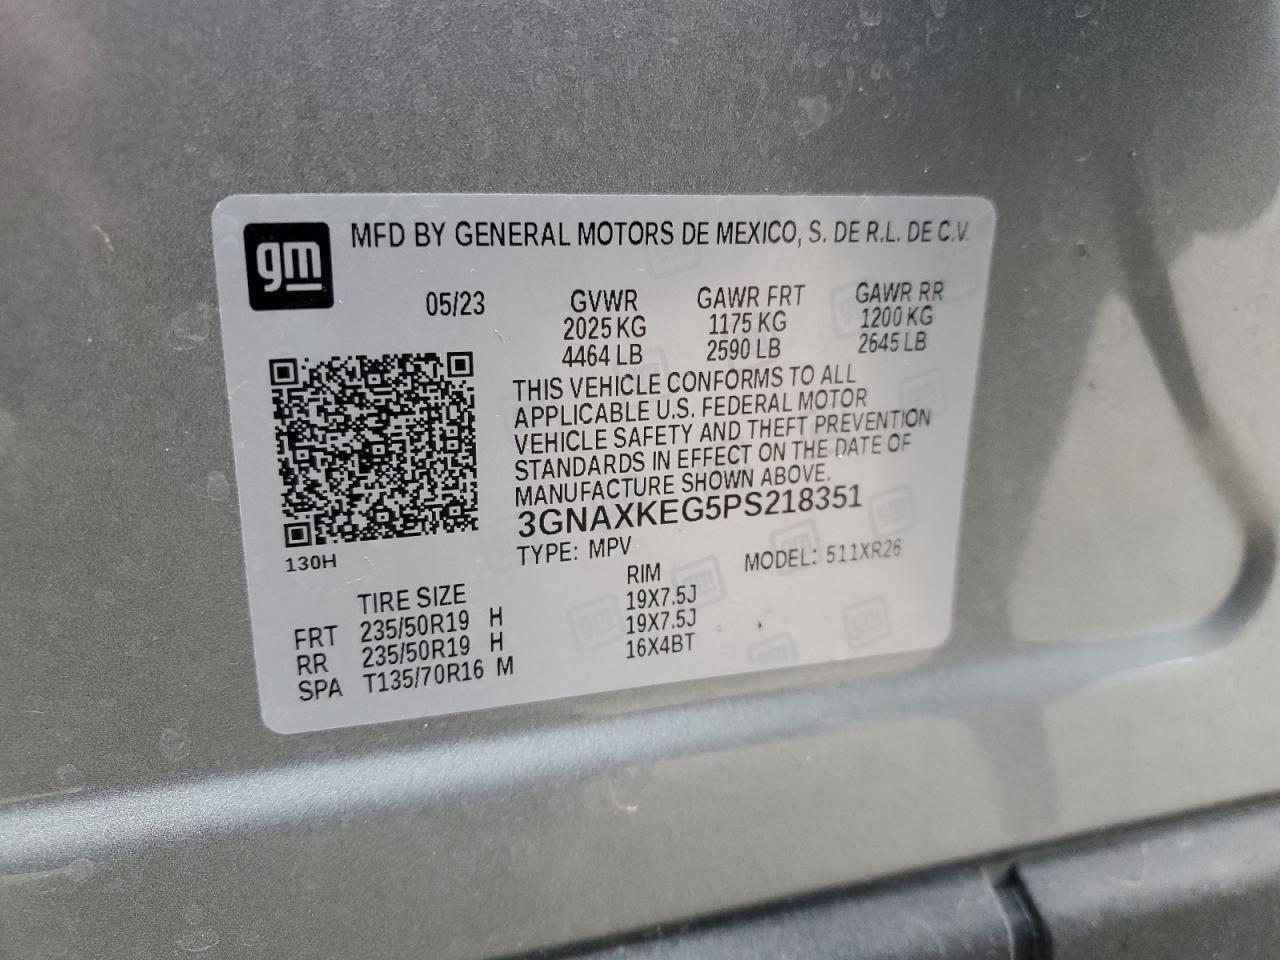 gm
MFD BY GENERAL MOTORS DE MEXICO, S. DE R.L. DE C.V.
05/23 GVWR GAWR FRT GAWR RR
2025 KG 1175 KG 1200 KG
4464 LB 2590 LB 2645 LB
THIS VEHICLE CONFORMS TO ALL
APPLICABLE U.S. FEDERAL MOTOR
VEHICLE SAFETY AND THEFT PREVENTION
STANDARDS IN EFFECT ON THE DATE OF
MANUFACTURE SHOWN ABOVE.
3GNAXKEG5PS218351
130H
TYPE: MPV MODEL: 511XR26
TIRE SIZE RIM
FRT 235/50R19 H 19X7.5J
RR 235/50R19 H 19X7.5J
SPA T135/70R16 M 16X4BT